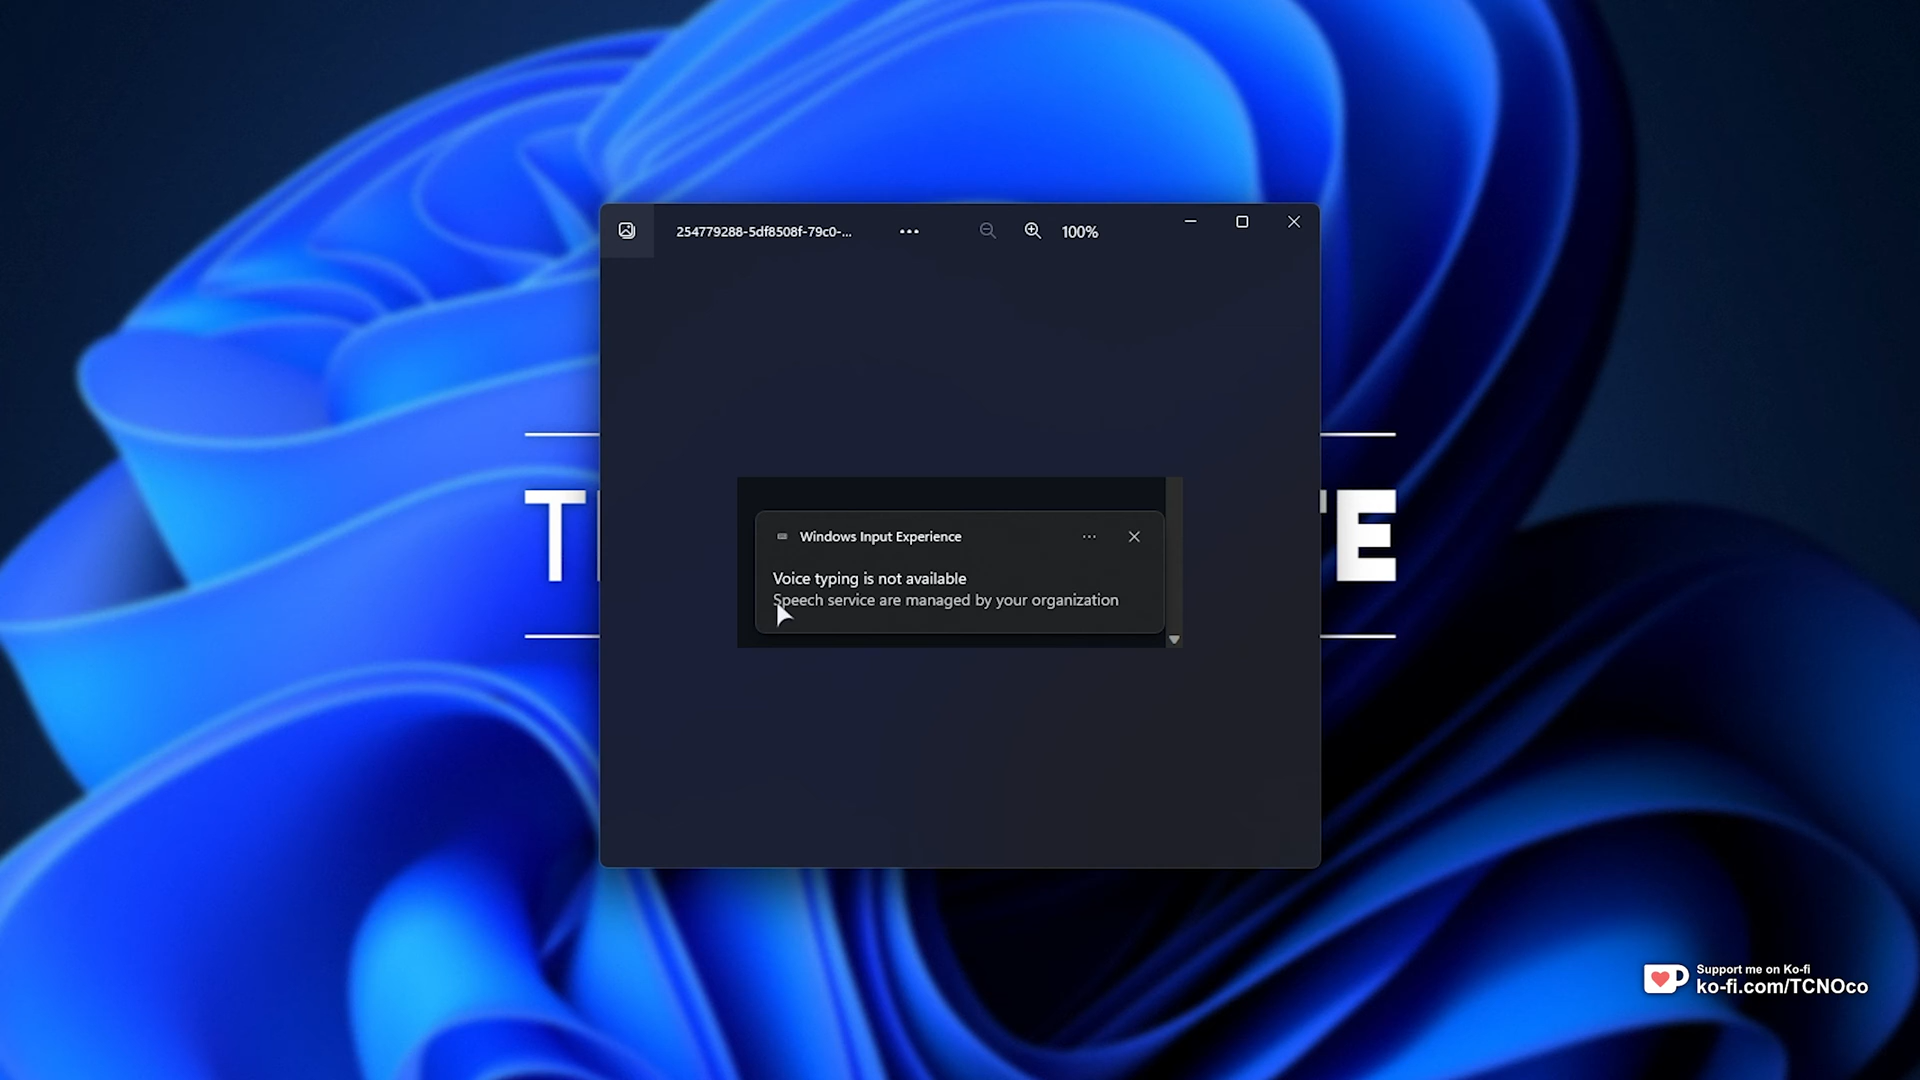 254779288-5df8508f-79c0-...
100%
Windows Input Experience
Voice typing is not available
Speech service are managed by your organization
Support me on Ko-fi
ko-fi.com/TCNOco